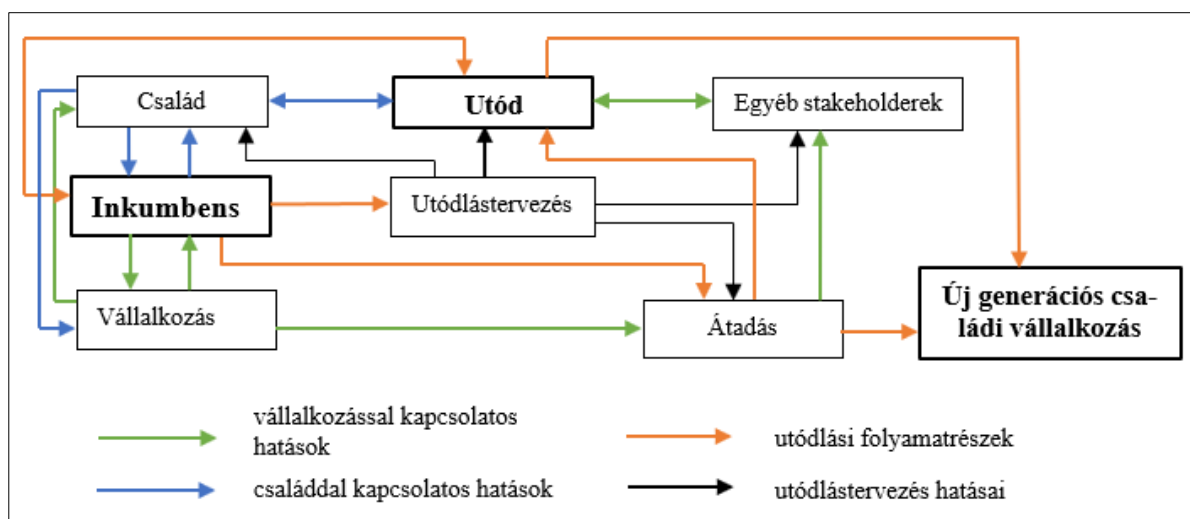 Család
Utód
Egyéb stakeholderek
Inkumbens
Utódlástervezés
Vállalkozás
Átadás
Új generációs csa-
ládi vállalkozás
vállalkozással kapcsolatos
hatások
utódlási folyamatrészek
családdal kapcsolatos hatások
utódlástervezés hatásai